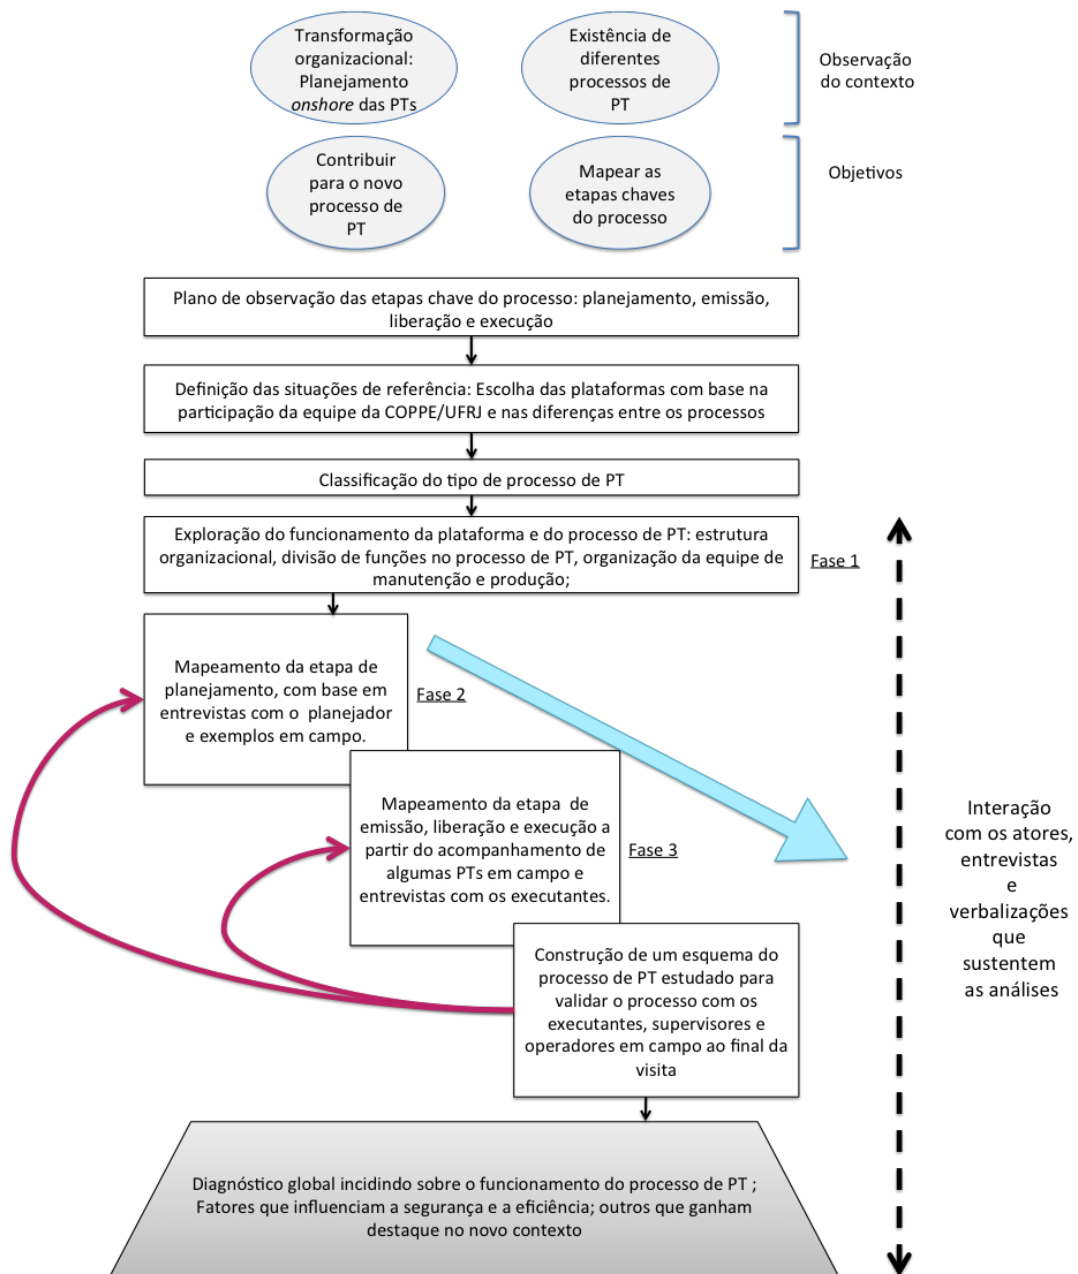 Transformação
organizacional:
Planejamento
onshore das PTs
Existência de
diferentes
processos de
PT
Observação
do contexto
Contribuir
para o novo
processo de
PT
Mapear as
etapas chaves
do processo
Objetivos
Plano de observação das etapas chave do processo: planejamento, emissão,
liberação e execução
Definição das situações de referência: Escolha das plataformas com base na
participação da equipe da COPPE/UFRJ e nas diferenças entre os processos
Classificação do tipo de processo de PT
Exploração do funcionamento da plataforma e do processo de PT: estrutura
organizacional, divisão de funções no processo de PT, organização da equipe de
manutenção e produção;
Fase 1
Mapeamento da etapa de
planejamento, com base em
entrevistas com o planejador
e exemplos em campo.
Fase 2
Mapeamento da etapa de
emissão, liberação e execução a
partir do acompanhamento de
algumas PTs em campo e
entrevistas com os executantes.
Fase 3
Interação
com os atores,
entrevistas
e
verbalizações
que
sustentem
as análises
Construção de um esquema do
processo de PT estudado para
validar o processo com os
executantes, supervisores e
operadores em campo ao final da
visita
Diagnóstico global incidindo sobre o funcionamento do processo de PT ;
Fatores que influenciam a segurança e a eficiência; outros que ganham
destaque no novo contexto